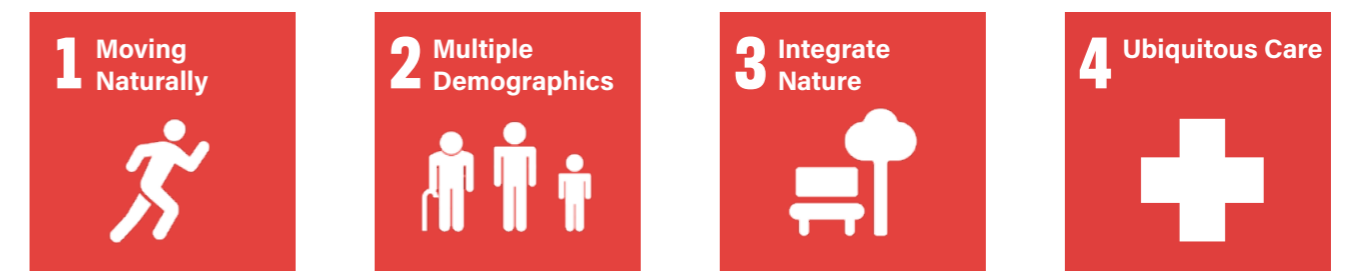 1 Moving
Naturally
2 Multiple
Demographics
3 Integrate
Nature
4 Ubiquitous Care